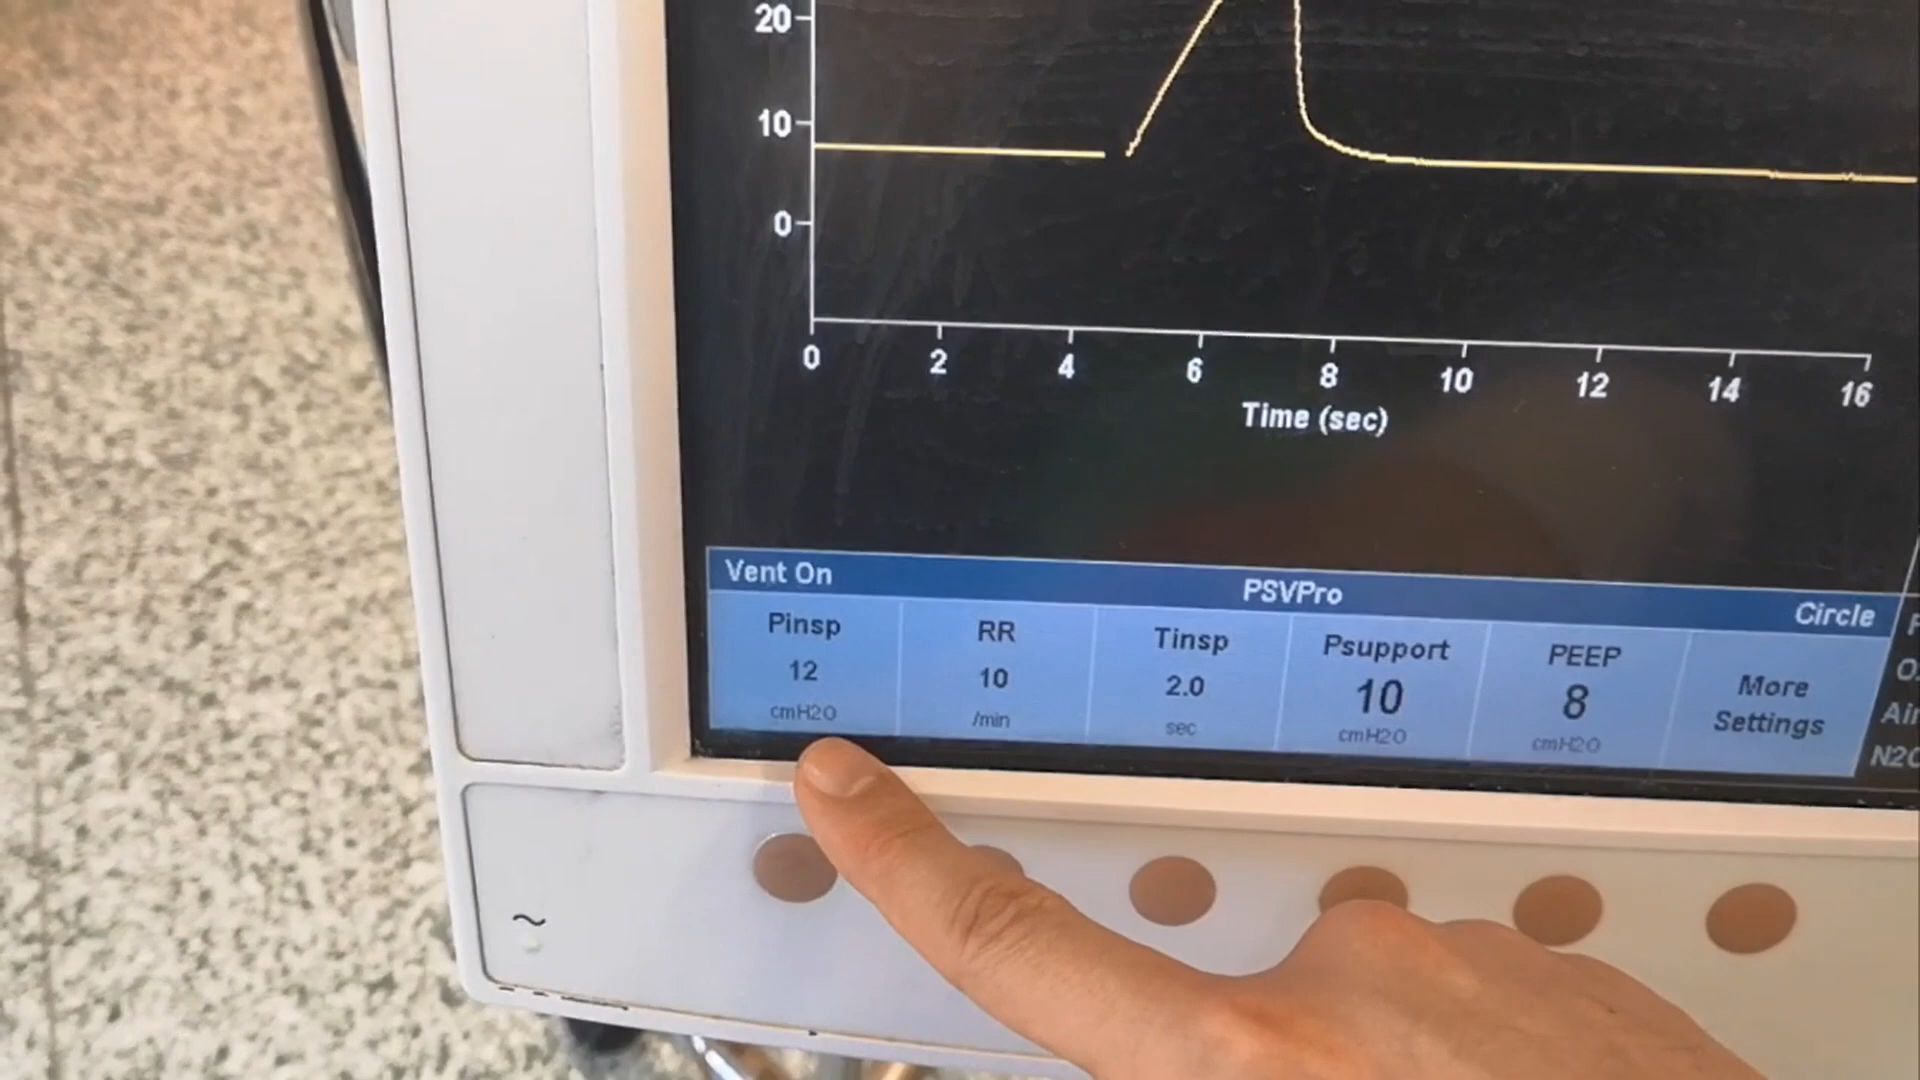 20
10
0
0 2 4 6 8 10 12 14 16
Time (sec)
Vent On PSVPro Circle
Pinsp RR Tinsp Psupport PEEP More Settings
12 10 2.0 10 8
cmH2O /min sec cmH2O cmH2O
Air
~